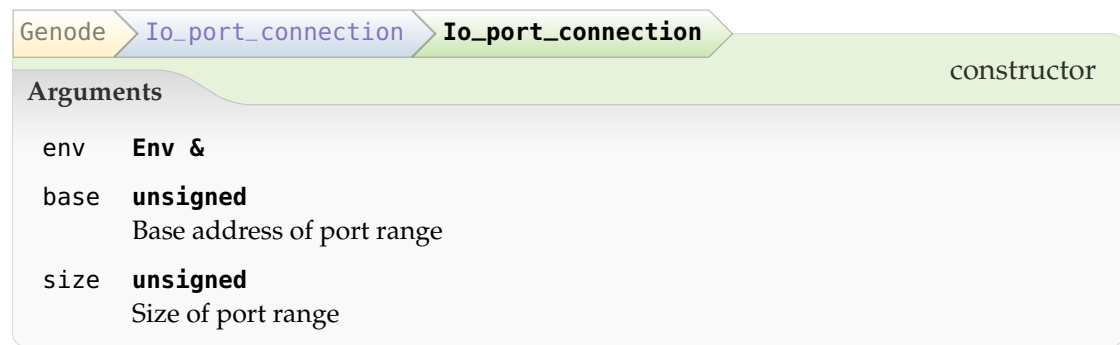 Genode Io_port_connection Io_port_connection
constructor
Arguments
env Env &
base unsigned
Base address of port range
size unsigned
Size of port range